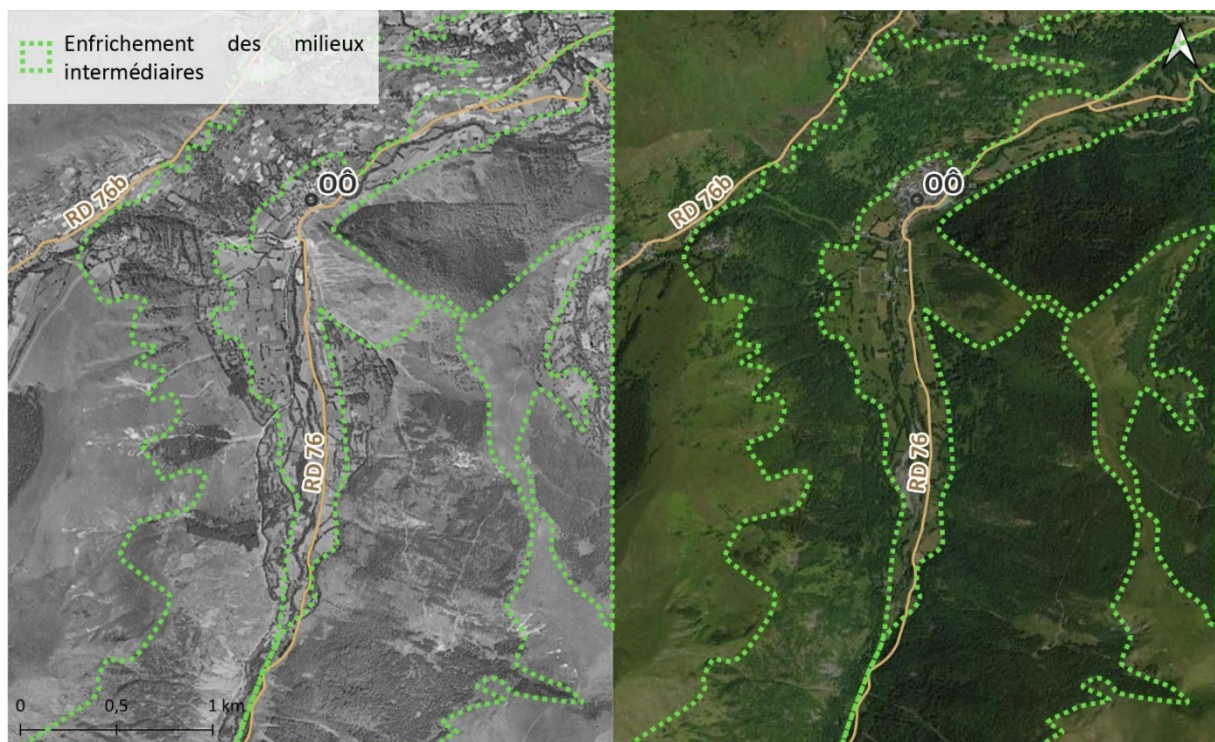 Enfrichement des milieux
intermédiaires
RD 76b
OÔ
RD 76
0 0,5 1 km
RD 76b
OÔ
RD 76